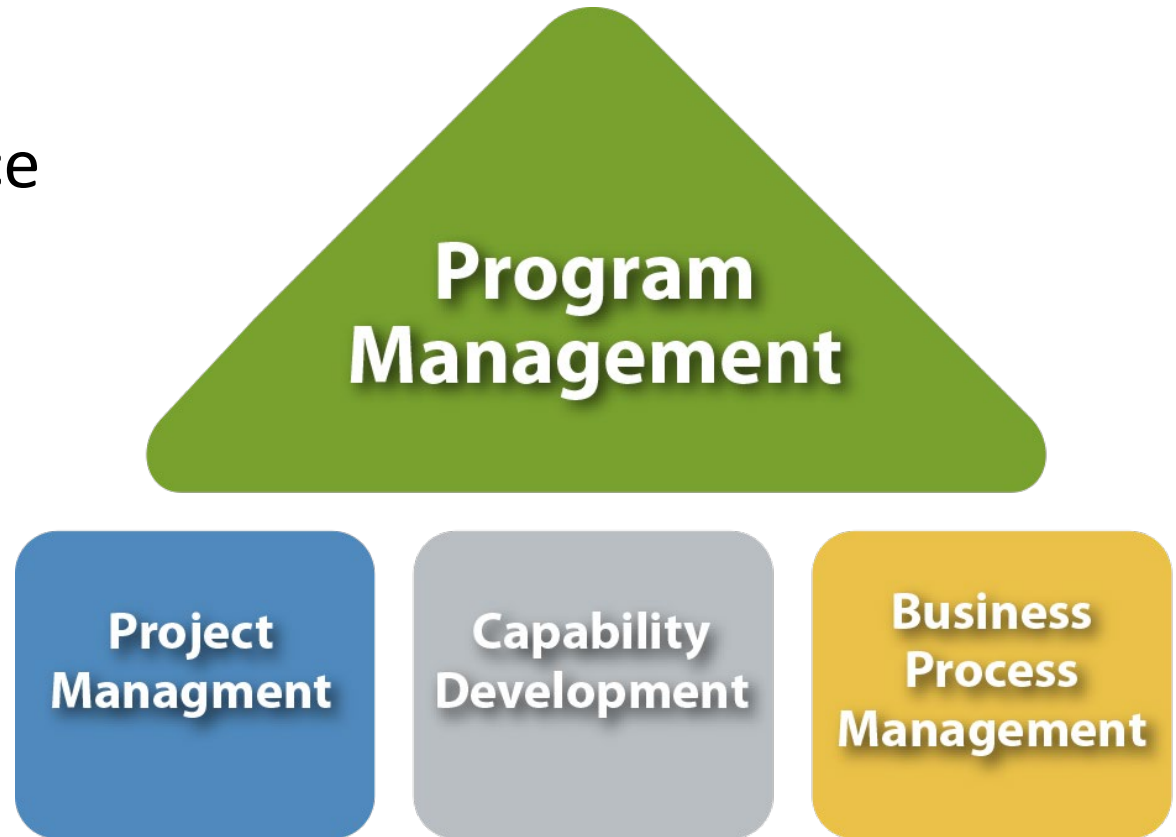 Program
Management
Project
Managment
Capability
Development
Business
Process
Management